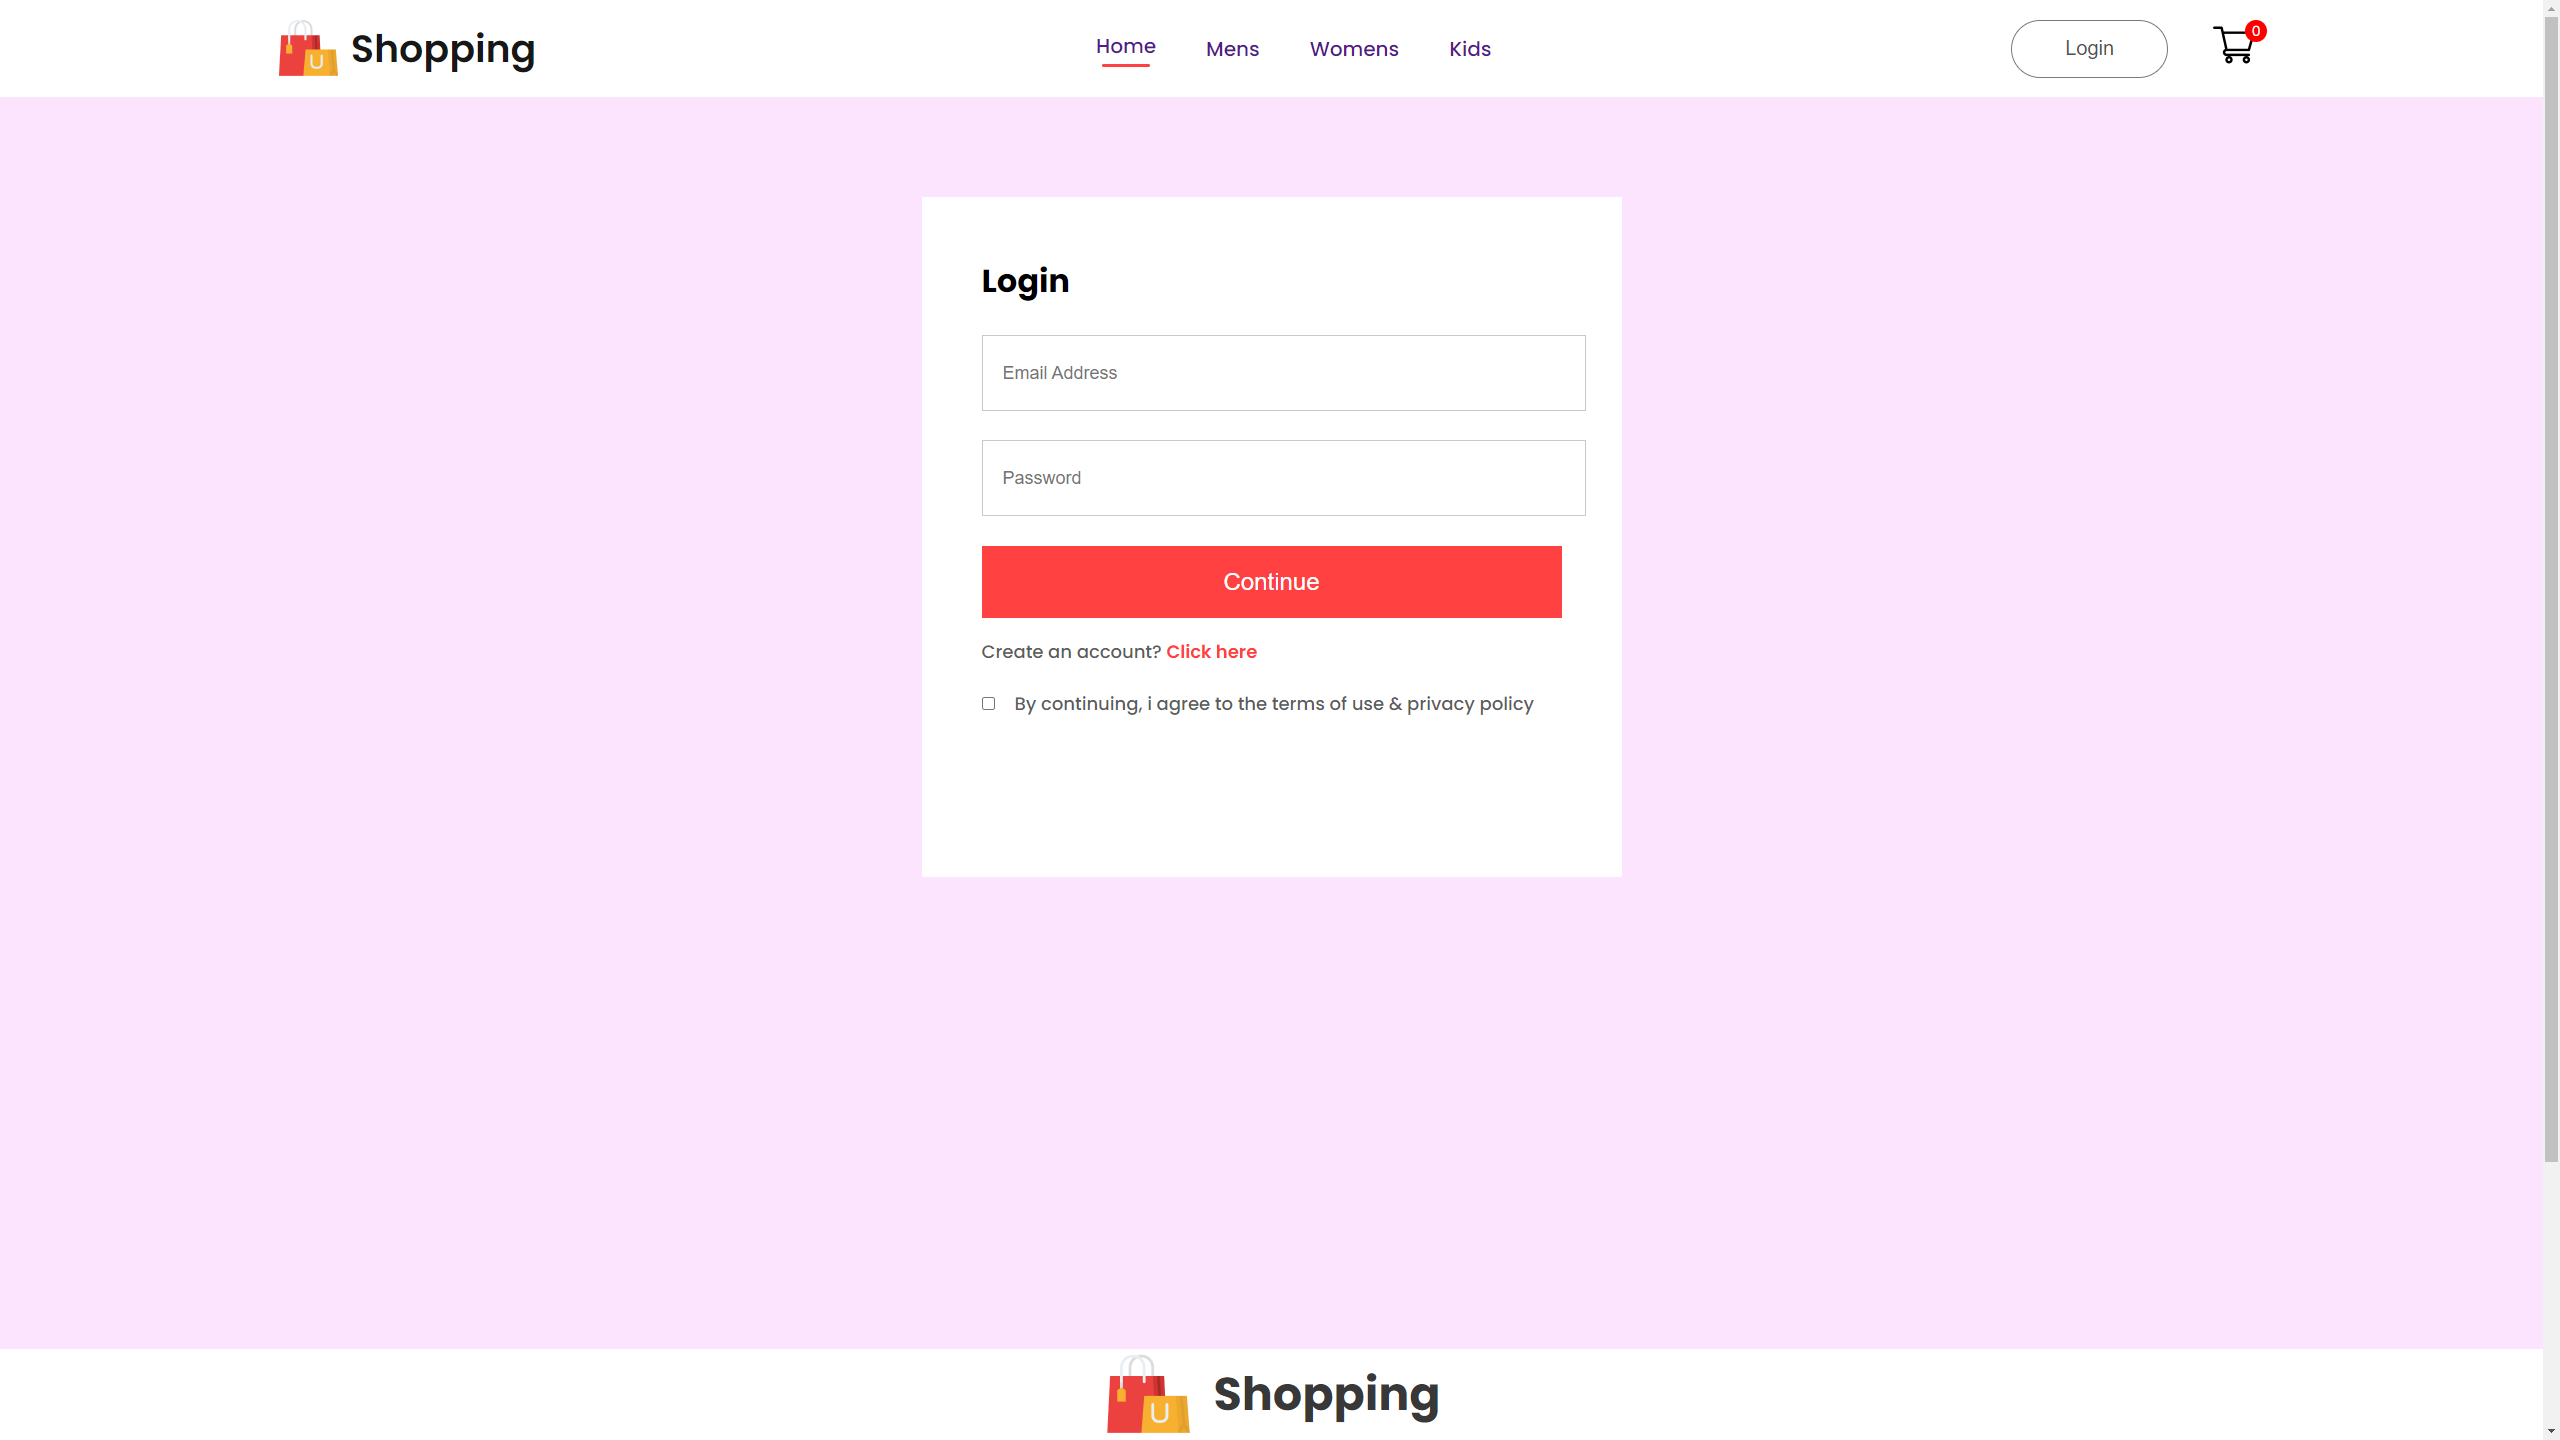 Shopping
Home Mens Womens Kids
Login
0
Login
Email Address
Password
Continue
Create an account? Click here
By continuing, i agree to the terms of use & privacy policy
Shopping